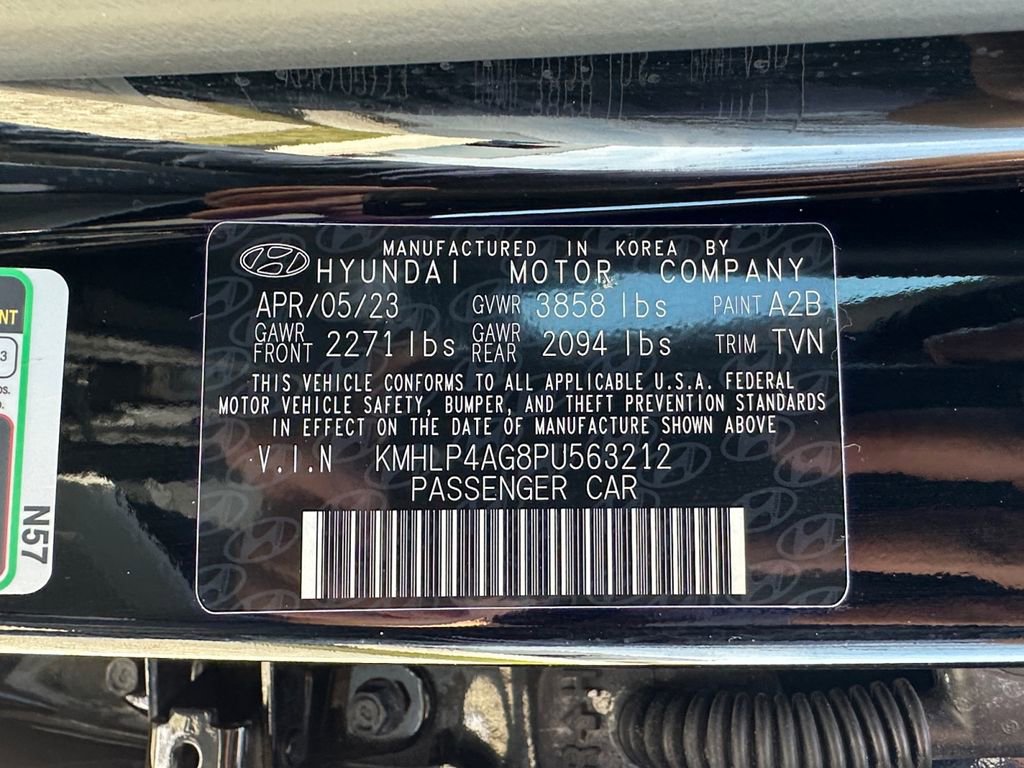 MANUFACTURED IN KOREA BY
HYUNDAI MOTOR COMPANY
APR/05/23 GVWR 3858 lbs PAINT A2B
GAWR FRONT 2271 lbs GAWR REAR 2094 lbs TRIM TVN
THIS VEHICLE CONFORMS TO ALL APPLICABLE U.S.A. FEDERAL
MOTOR VEHICLE SAFETY, BUMPER, AND THEFT PREVENTION STANDARDS
IN EFFECT ON THE DATE OF MANUFACTURE SHOWN ABOVE
V.I.N KMHLP4AG8PU563212
PASSENGER CAR
3
N57